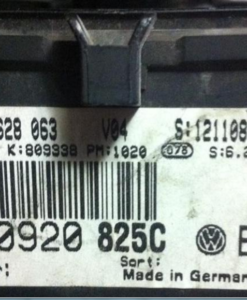 628 063 V04 S:121108
K:809938 PM:1020 078 S:6.2
0920 825C
Sort:
Made in German